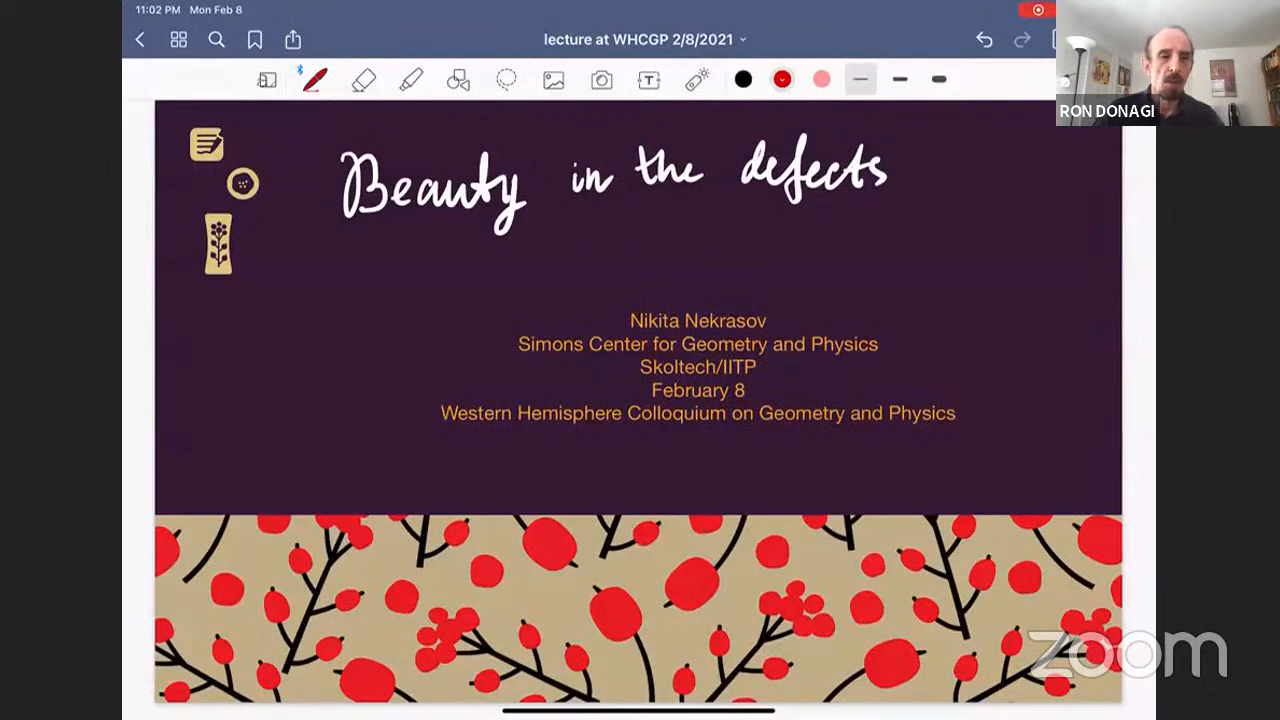 11:02 PM Mon Feb 8
lecture at WHCGP 2/8/2021
T
RON DONAGI
Beauty in the defects
Nikita Nekrasov
Simons Center for Geometry and Physics
Skoltech/IITP
February 8
Western Hemisphere Colloquium on Geometry and Physics
zoom